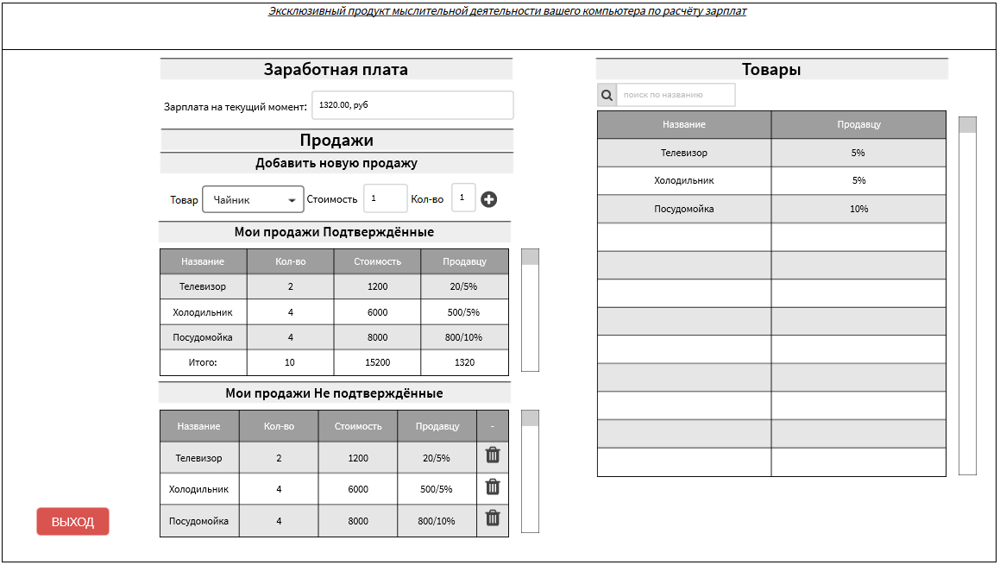 Эксклюзивный продукт мыслительной деятельности вашего компьютера по расчёту зарплат
Заработная плата
Зарплата на текущий момент: 1320.00, руб
Продажи
Добавить новую продажу
Товар Чайник Стоимость 1 Кол-во 1
Мои продажи Подтверждённые
Название Кол-во Стоимость Продавцу
Телевизор 2 1200 20/5%
Холодильник 4 6000 500/5%
Посудомойка 4 8000 800/10%
Итого: 10 15200 1320
Мои продажи Не подтверждённые
Название Кол-во Стоимость Продавцу -
Телевизор 2 1200 20/5%
Холодильник 4 6000 500/5%
Посудомойка 4 8000 800/10%
ВЫХОД
Товары
поиск по названию
Название Продавцу
Телевизор 5%
Холодильник 5%
Посудомойка 10%